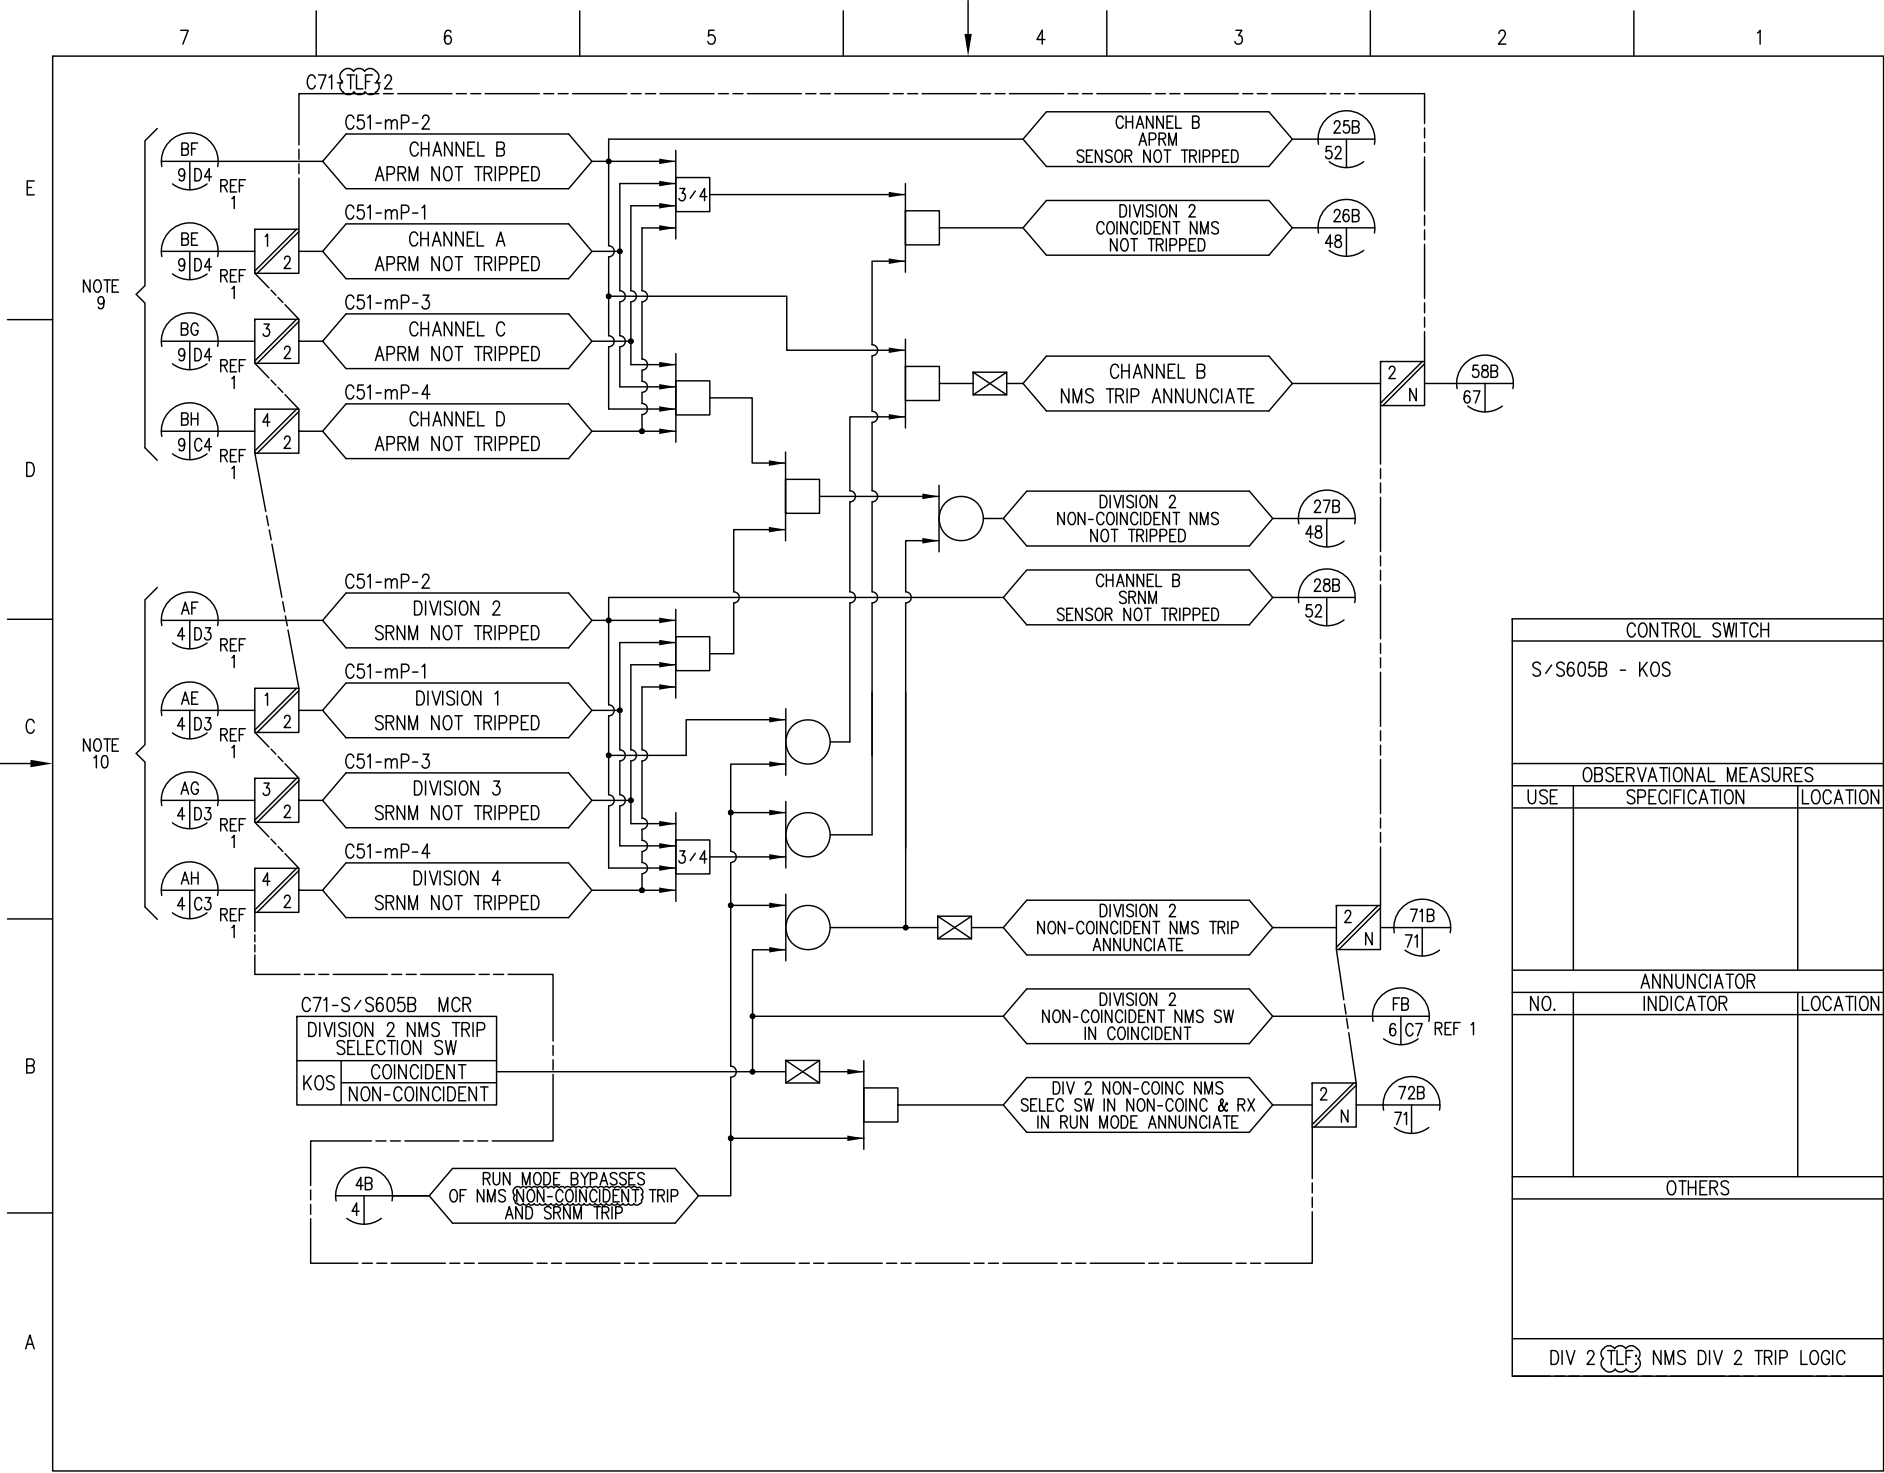 7 6 5 4 3 2 1
E
D
C
B
A
C71-TLF-2
NOTE
9
BF
9 D4
REF
1
C51-mP-2
CHANNEL B
APRM NOT TRIPPED
BE
9 D4
REF
1
1
2
C51-mP-1
CHANNEL A
APRM NOT TRIPPED
BG
9 D4
REF
1
3
2
C51-mP-3
CHANNEL C
APRM NOT TRIPPED
BH
9 C4
REF
1
4
2
C51-mP-4
CHANNEL D
APRM NOT TRIPPED
3/4
CHANNEL B
APRM
SENSOR NOT TRIPPED
25B
52
DIVISION 2
COINCIDENT NMS
NOT TRIPPED
26B
48
CHANNEL B
NMS TRIP ANNUNCIATE
2
N
58B
67
DIVISION 2
NON-COINCIDENT NMS
NOT TRIPPED
27B
48
CHANNEL B
SRNM
SENSOR NOT TRIPPED
28B
52
NOTE
10
AF
4 D3
REF
1
C51-mP-2
DIVISION 2
SRNM NOT TRIPPED
AE
4 D3
REF
1
1
2
C51-mP-1
DIVISION 1
SRNM NOT TRIPPED
AG
4 D3
REF
1
3
2
C51-mP-3
DIVISION 3
SRNM NOT TRIPPED
AH
4 C3
REF
1
4
2
C51-mP-4
DIVISION 4
SRNM NOT TRIPPED
3/4
DIVISION 2
NON-COINCIDENT NMS TRIP
ANNUNCIATE
2
N
71B
71
DIVISION 2
NON-COINCIDENT NMS SW
IN COINCIDENT
FB
6 C7 REF 1
C71-S/S605B MCR
DIVISION 2 NMS TRIP
SELECTION SW
KOS
COINCIDENT
NON-COINCIDENT
DIV 2 NON-COINC NMS
SELEC SW IN NON-COINC & RX
IN RUN MODE ANNUNCIATE
2
N
72B
71
4B
4
RUN MODE BYPASSES
OF NMS NON-COINCIDENT TRIP
AND SRNM TRIP
CONTROL SWITCH
S/S605B - KOS
OBSERVATIONAL MEASURES
USE SPECIFICATION LOCATION
ANNUNCIATOR
NO. INDICATOR LOCATION
OTHERS
DIV 2 TLF: NMS DIV 2 TRIP LOGIC